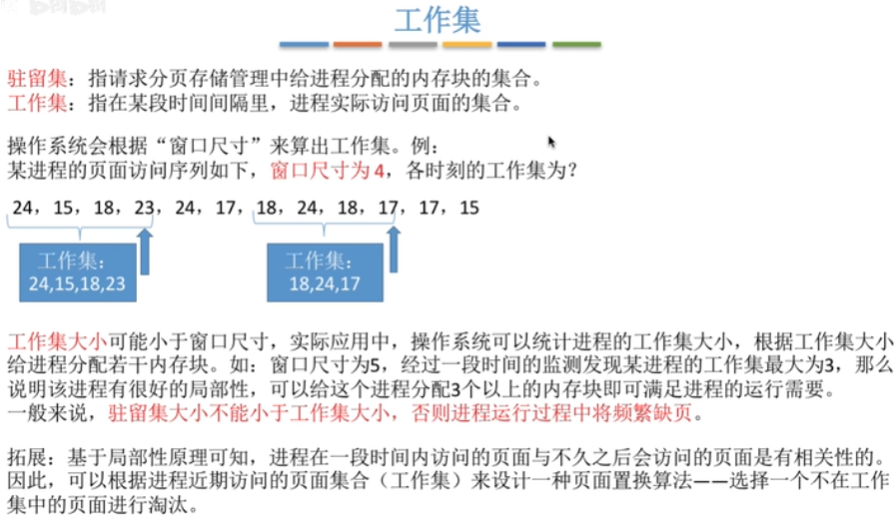 工作集
驻留集：指请求分页存储管理中给进程分配的内存块的集合。
工作集：指在某段时间间隔里，进程实际访问页面的集合。
操作系统会根据“窗口尺寸”来算出工作集。例：
某进程的页面访问序列如下，窗口尺寸为4，各时刻的工作集为？
24，15，18，23，24，17，18，24，18，17，17，15
工作集：
24,15,18,23
工作集：
18,24,17
工作集大小可能小于窗口尺寸，实际应用中，操作系统可以统计进程的工作集大小，根据工作集大小
给进程分配若干内存块。如：窗口尺寸为5，经过一段时间的监测发现某进程的工作集最大为3，那么
说明该进程有很好的局部性，可以给这个进程分配3个以上的内存块即可满足进程的运行需要。
一般来说，驻留集大小不能小于工作集大小，否则进程运行过程中将频繁缺页。
拓展：基于局部性原理可知，进程在一段时间内访问的页面与不久之后会访问的页面是有相关性的。
因此，可以根据进程近期访问的页面集合（工作集）来设计一种页面置换算法——选择一个不在工作
集中的页面进行淘汰。